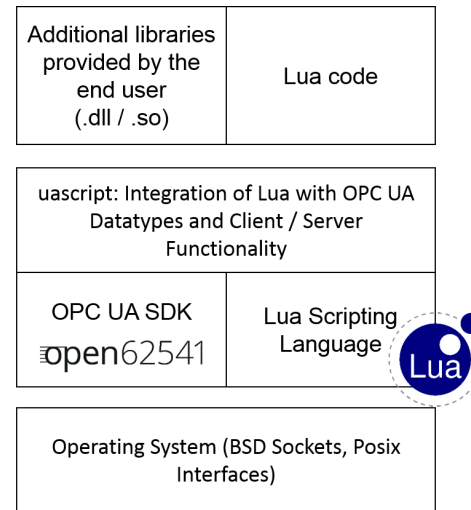 Additional libraries
provided by the
end user
(.dll / .so)
Lua code
uascript: Integration of Lua with OPC UA
Datatypes and Client / Server
Functionality
OPC UA SDK
open62541
Lua Scripting
Language
Lua
Operating System (BSD Sockets, Posix
Interfaces)